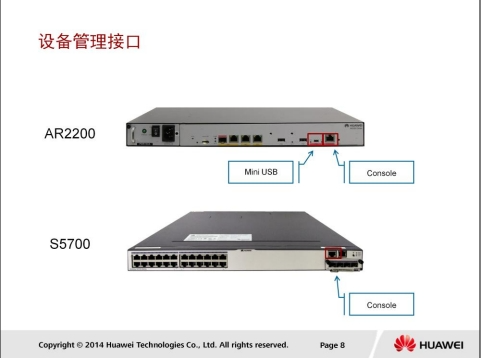 设备管理接口
AR2200
HUAWEI
Mini USB
Console
S5700
Console
Copyright © 2014 Huawei Technologies Co., Ltd. All rights reserved.
Page 8
HUAWEI